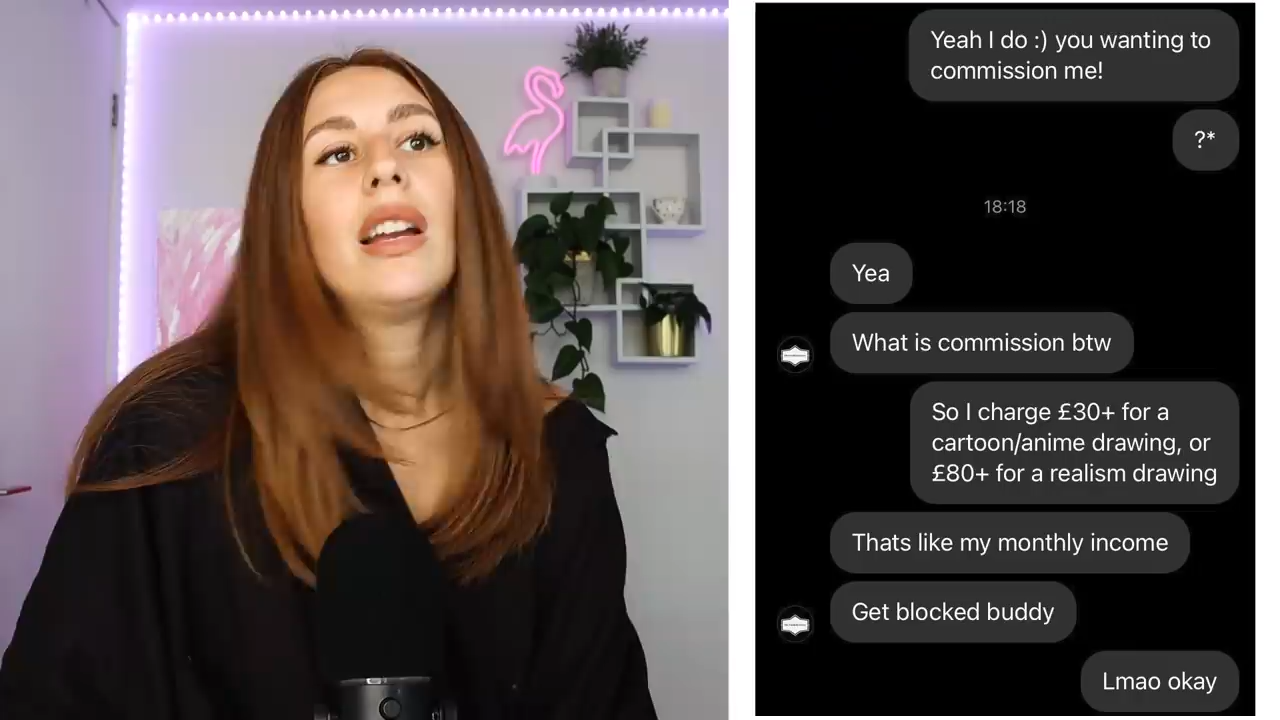 Yeah I do :) you wanting to
commission me!
?*
18:18
Yea
What is commission btw
So I charge £30+ for a
cartoon/anime drawing, or
£80+ for a realism drawing
Thats like my monthly income
Get blocked buddy
Lmao okay